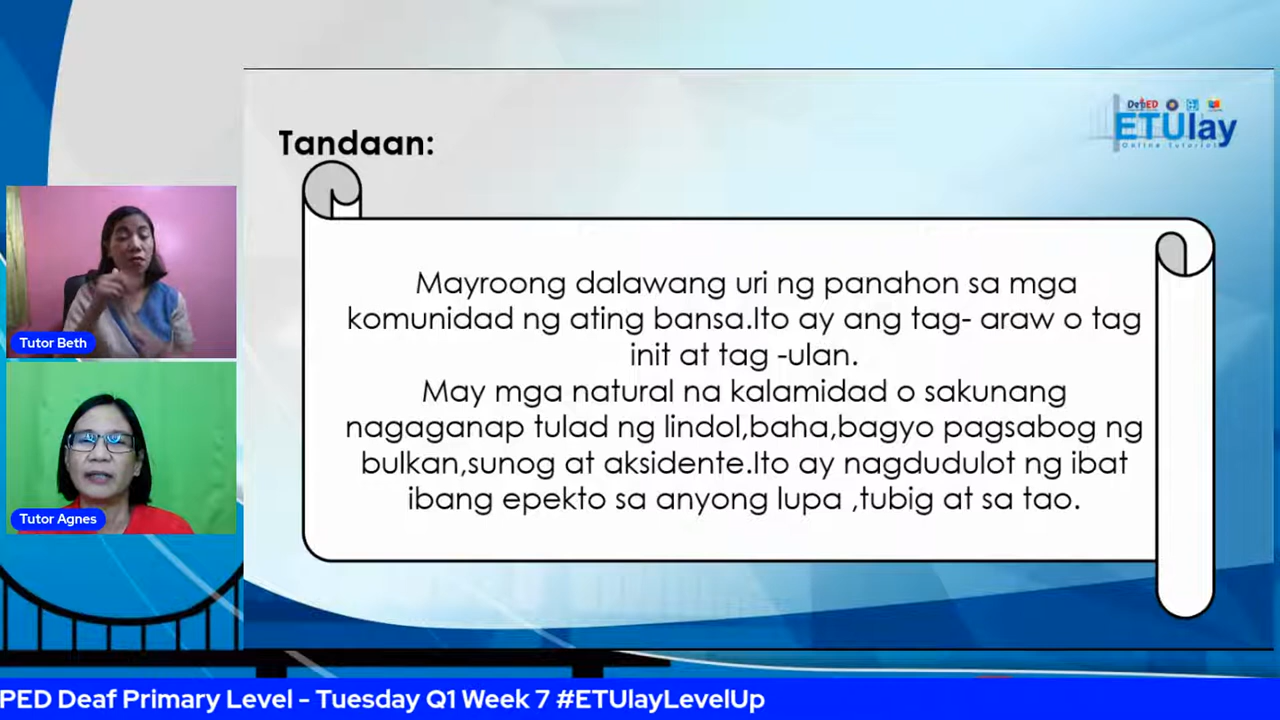 DepED
ETUlay
Online Tutorial
Tandaan:
Mayroong dalawang uri ng panahon sa mga
komunidad ng ating bansa.Ito ay ang tag- araw o tag
init at tag -ulan.
May mga natural na kalamidad o sakunang
nagaganap tulad ng lindol,baha,bagyo pagsabog ng
bulkan,sunog at aksidente.Ito ay nagdudulot ng ibat
ibang epekto sa anyong lupa ,tubig at sa tao.
Tutor Beth
Tutor Agnes
PED Deaf Primary Level - Tuesday Q1 Week 7 #ETUlayLevelUp